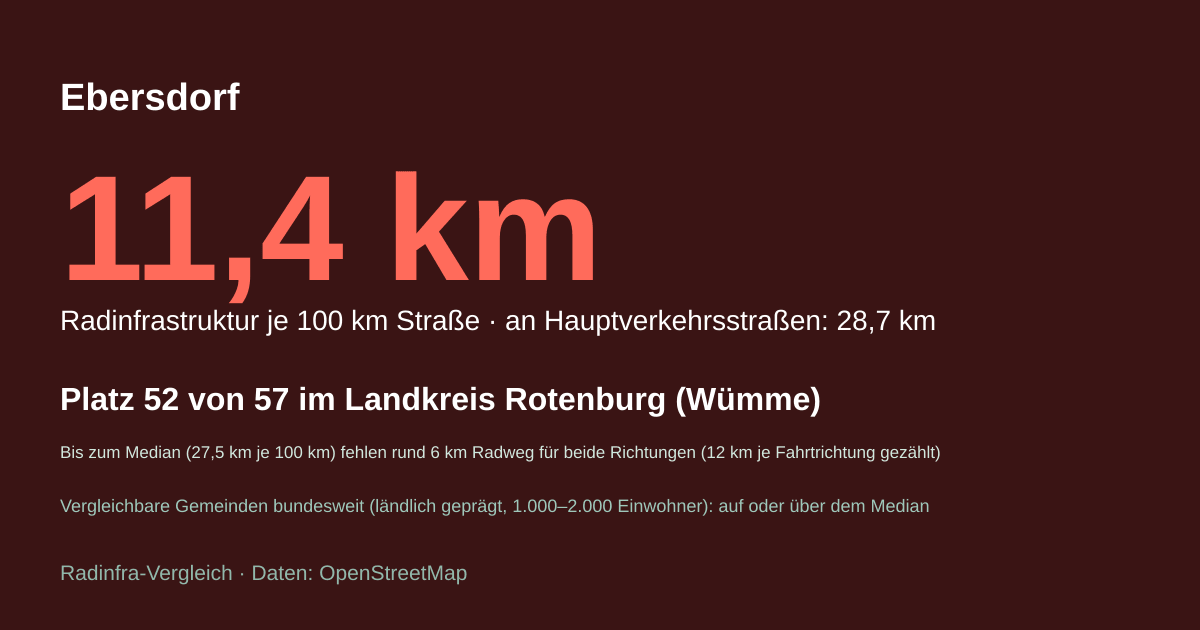 Ebersdorf
11,4 km
Radinfrastruktur je 100 km Straße · an Hauptverkehrsstraßen: 28,7 km
Platz 52 von 57 im Landkreis Rotenburg (Wümme)
Bis zum Median (27,5 km je 100 km) fehlen rund 6 km Radweg für beide Richtungen (12 km je Fahrtrichtung gezählt)
Vergleichbare Gemeinden bundesweit (ländlich geprägt, 1.000–2.000 Einwohner): auf oder über dem Median
Radinfra-Vergleich · Daten: OpenStreetMap